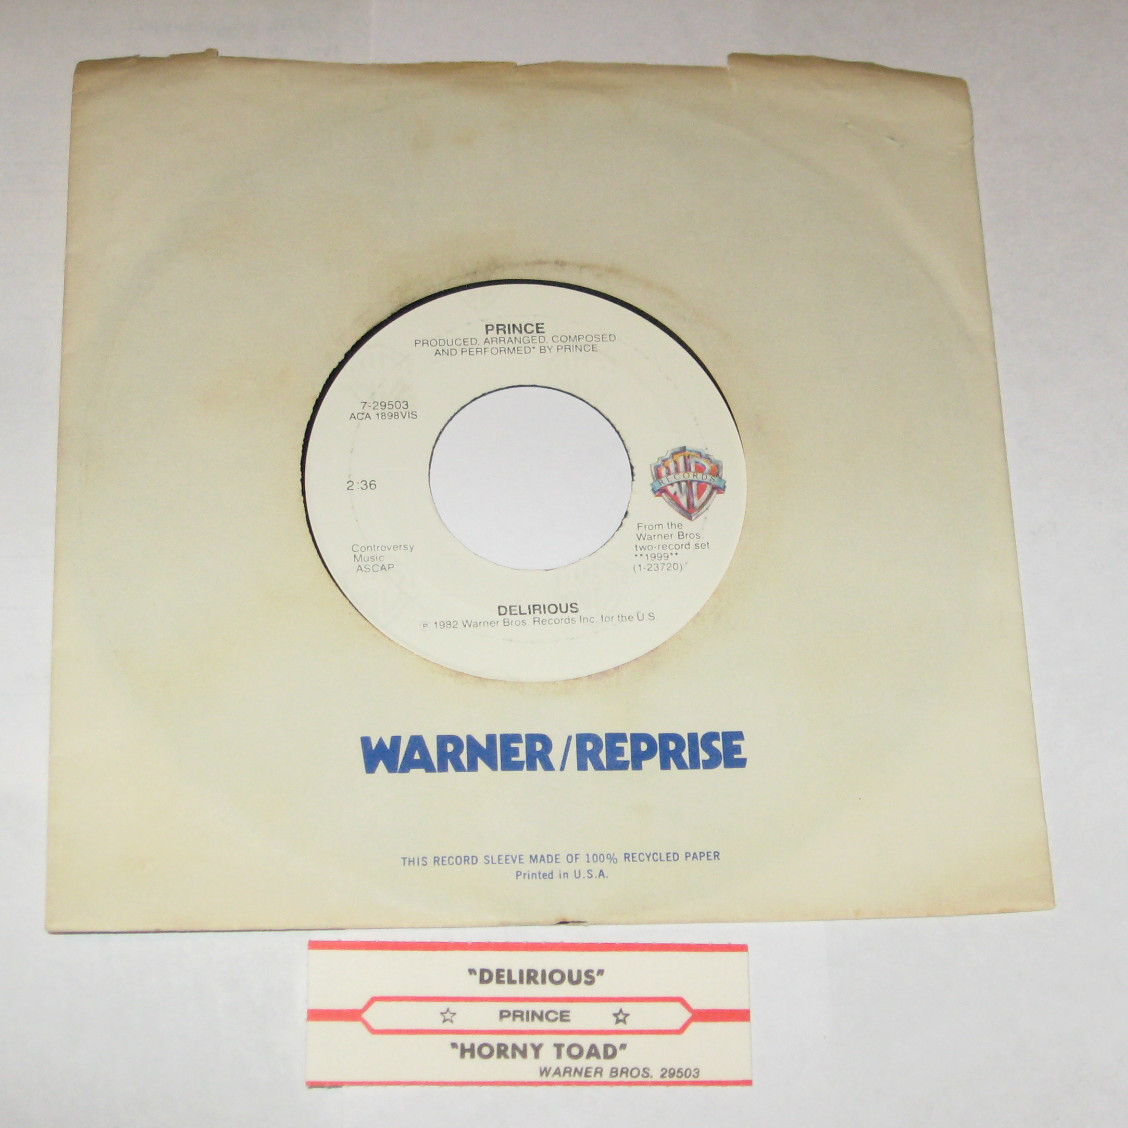 PRINCE
PRODUCED, ARRANGED, COMPOSED
AND PERFORMED* BY PRINCE
7-29503
ACA 1898VIS
2:36
W B
RECORDS
From the
Warner Bros.
two-record set
**1999**
(1-23720)
Controversy
Music
ASCAP
DELIRIOUS
℗ 1982 Warner Bros. Records Inc. for the U.S.
WARNER/REPRISE
THIS RECORD SLEEVE MADE OF 100% RECYCLED PAPER
Printed in U.S.A.
"DELIRIOUS"
☆ PRINCE ☆
"HORNY TOAD"
WARNER BROS. 29503